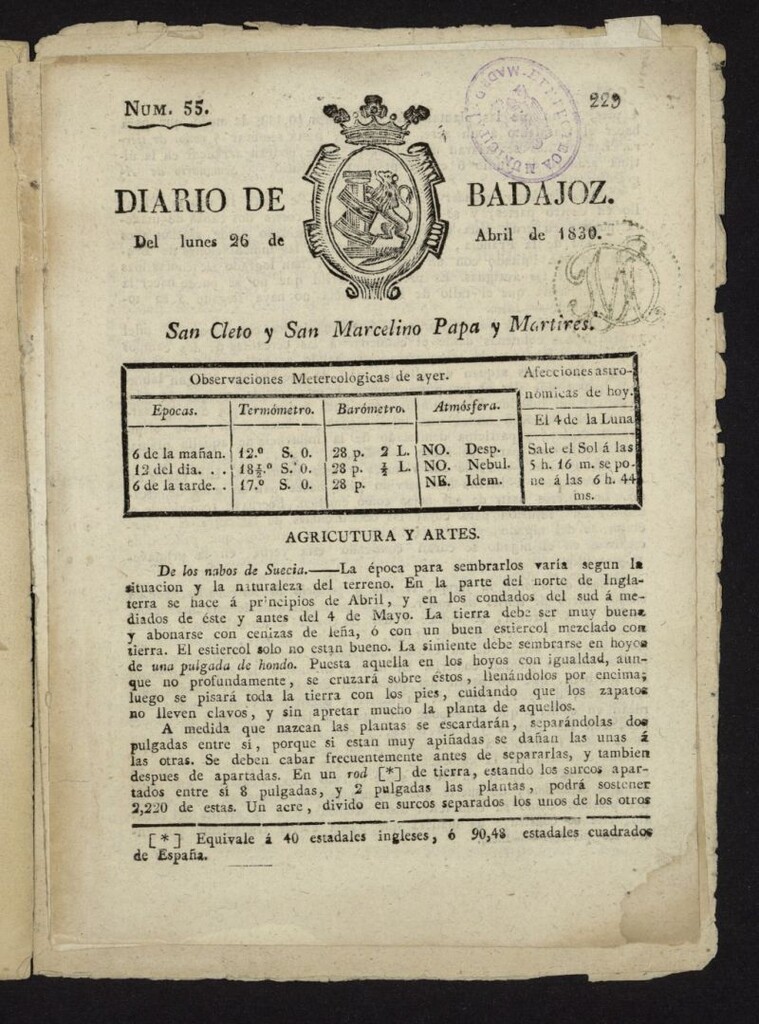 NUM. 55.
229
DIARIO DE BADAJOZ.
Del lunes 26 de Abril de 1830.
San Cleto y San Marcelino Papa y Martires.
Observaciones Metercológicas de ayer.
Afecciones astro-
nómicas de hoy.
Epocas. Termómetro. Barómetro. Atmósfera.
El 4 de la Luna
6 de la mañan. 12.º S. 0. 28 p. 2 L. NO. Desp.
12 del dia. . . 18½.º S. 0. 28 p. ½ L. NO. Nebul.
6 de la tarde. . 17.º S. 0. 28 p. NE. Idem.
Sale el Sol á las
5 h. 16 m. se po-
ne á las 6 h. 44
ms.
AGRICUTURA Y ARTES.
De los nabos de Suecia.——La época para sembrarlos varía segun la
situacion y la naturaleza del terreno. En la parte del norte de Ingla-
terra se hace á principios de Abril, y en los condados del sud á me-
diados de éste y antes del 4 de Mayo. La tierra debe ser muy buena
y abonarse con cenizas de leña, ó con un buen estiercol mezclado con
tierra. El estiercol solo no es tan bueno. La simiente debe sembrarse en hoyos
de una pulgada de hondo. Puesta aquella en los hoyos con igualdad, aun-
que no profundamente, se cruzará sobre éstos, llenándolos por encima;
luego se pisará toda la tierra con los pies, cuidando que los zapatos
no lleven clavos, y sin apretar mucho la planta de aquellos.
A medida que nazcan las plantas se escardarán, separándolas dos
pulgadas entre si, porque si estan muy apiñadas se dañan las unas á
las otras. Se deben cabar frecuentemente antes de separarlas, y tambien
despues de apartadas. En un rod [*] de tierra, estando los surcos apar-
tados entre si 8 pulgadas, y 2 pulgadas las plantas, podrá sostener
2,220 de estas. Un acre, divido en surcos separados los unos de los otros
[*] Equivale á 40 estadales ingleses, ó 90,48 estadales cuadrados
de España.